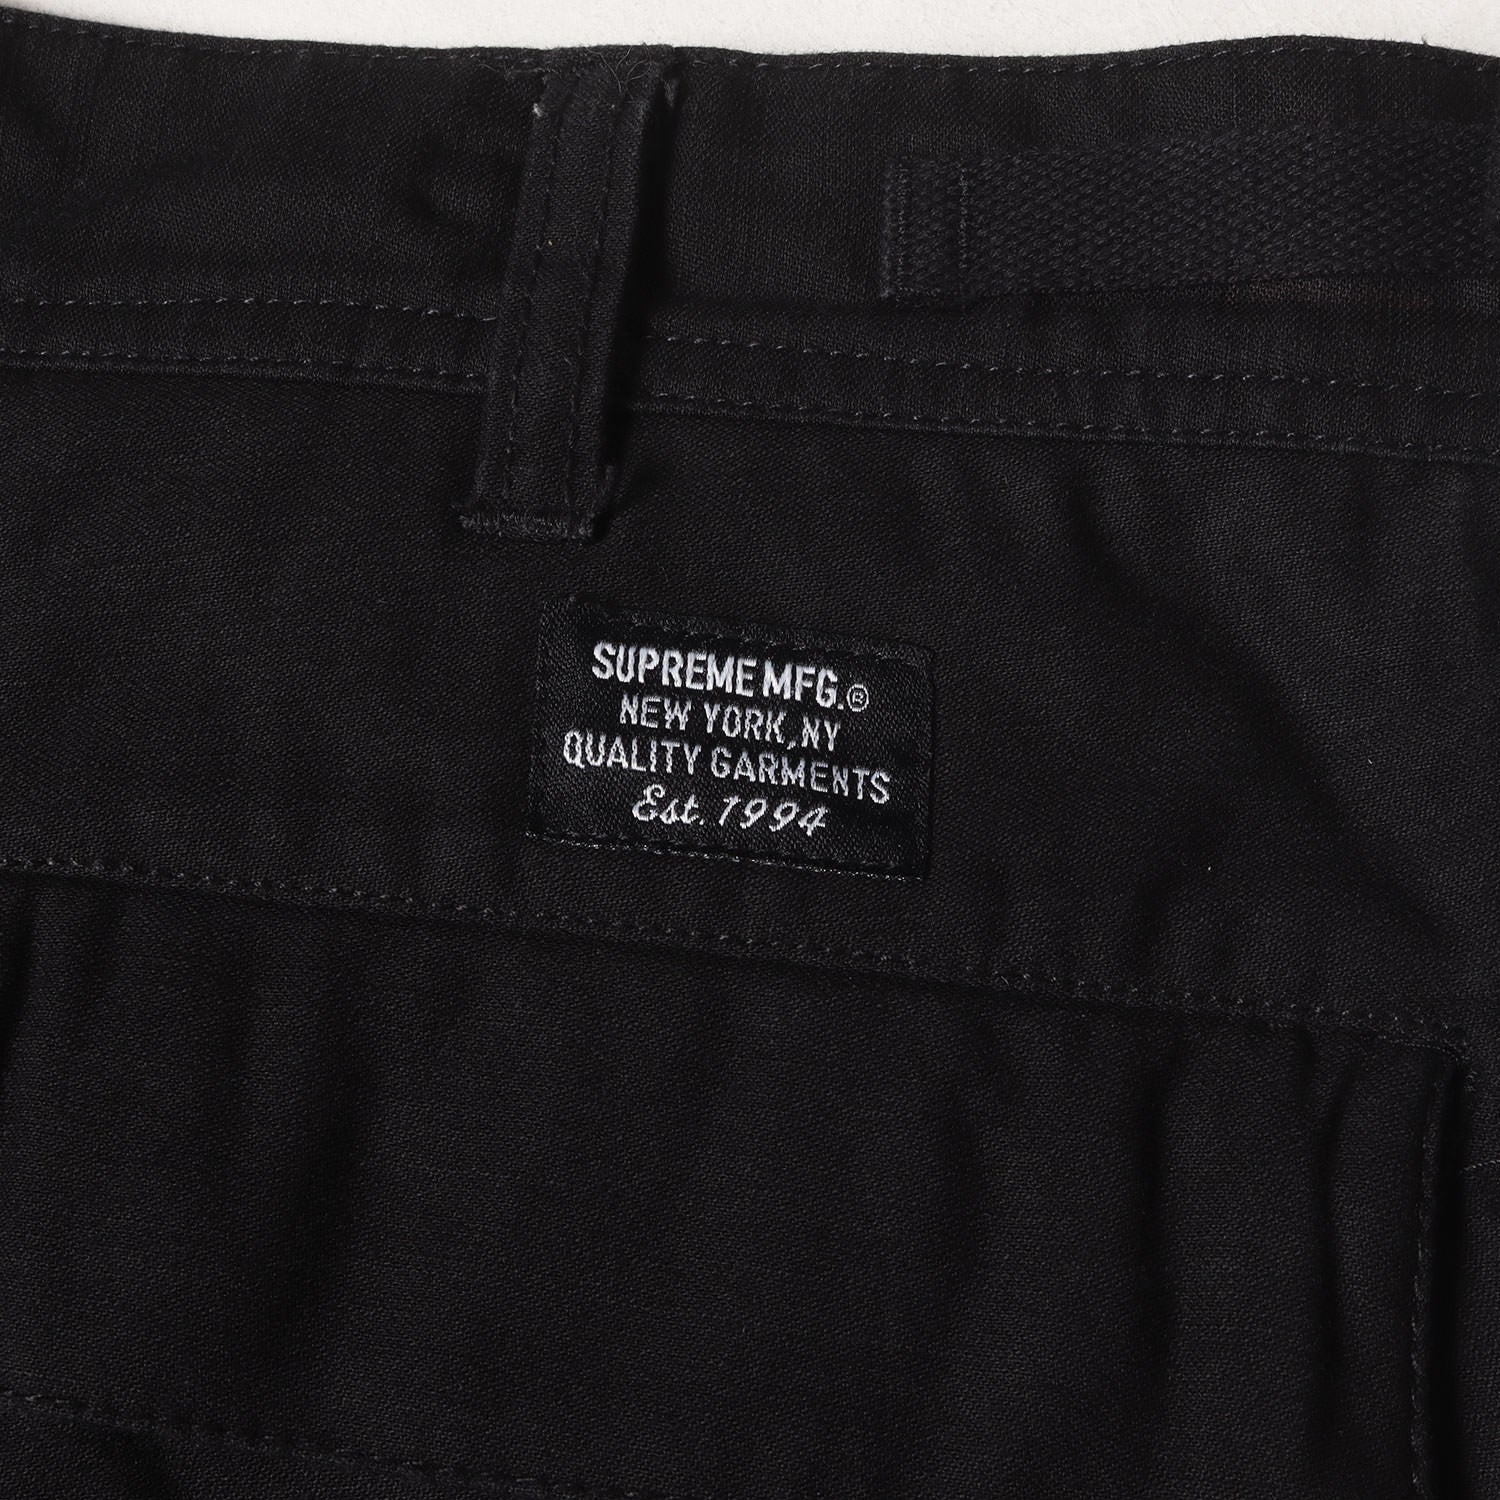 SUPREME MFG.®
NEW YORK, NY
QUALITY GARMENTS
Est. 1994